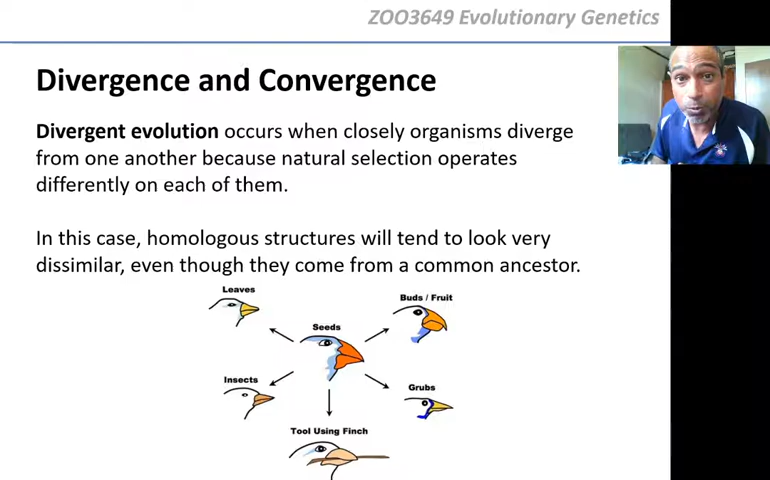 ZOO3649 Evolutionary Genetics
Divergence and Convergence
Divergent evolution occurs when closely organisms diverge
from one another because natural selection operates
differently on each of them.
In this case, homologous structures will tend to look very
dissimilar, even though they come from a common ancestor.
Leaves
Buds / Fruit
Seeds
Insects
Grubs
Tool Using Finch